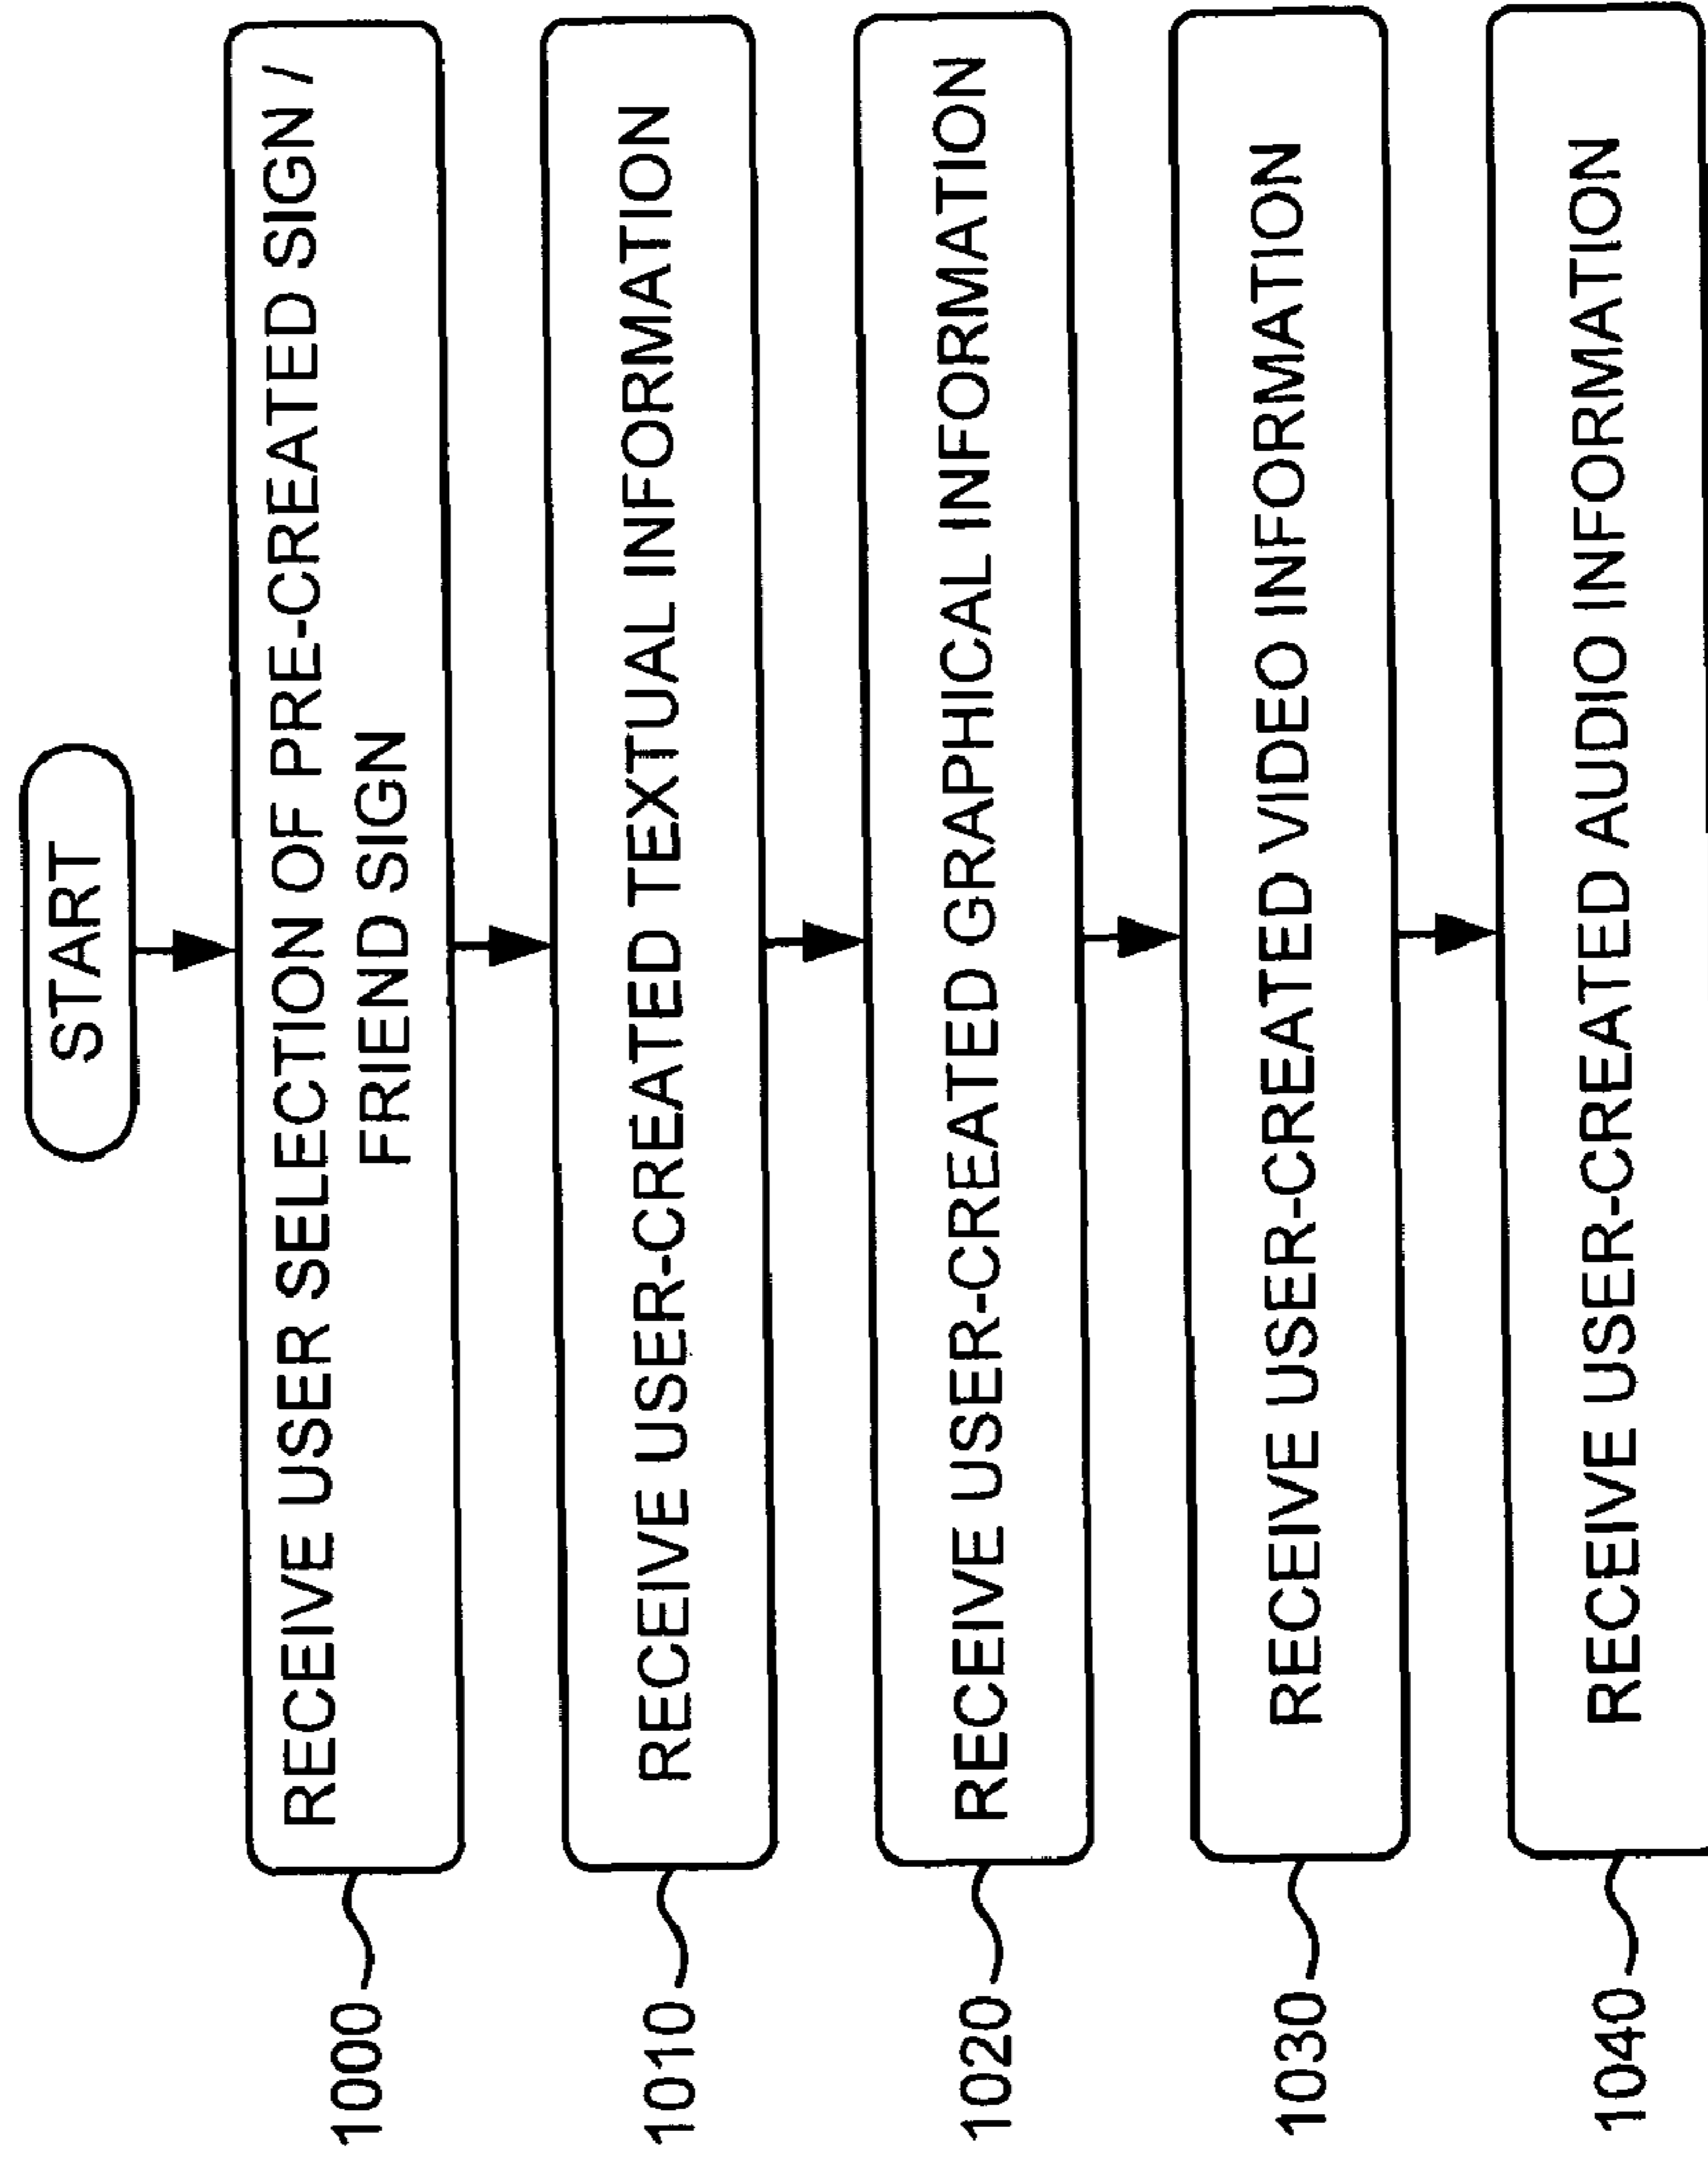 START
RECEIVE USER SELECTION OF PRE-CREATED SIGN /
FRIEND SIGN
1000
RECEIVE USER-CREATED TEXTUAL INFORMATION
1010
RECEIVE USER-CREATED GRAPHICAL INFORMATION
1020
RECEIVE USER-CREATED VIDEO INFORMATION
1030
RECEIVE USER-CREATED AUDIO INFORMATION
1040